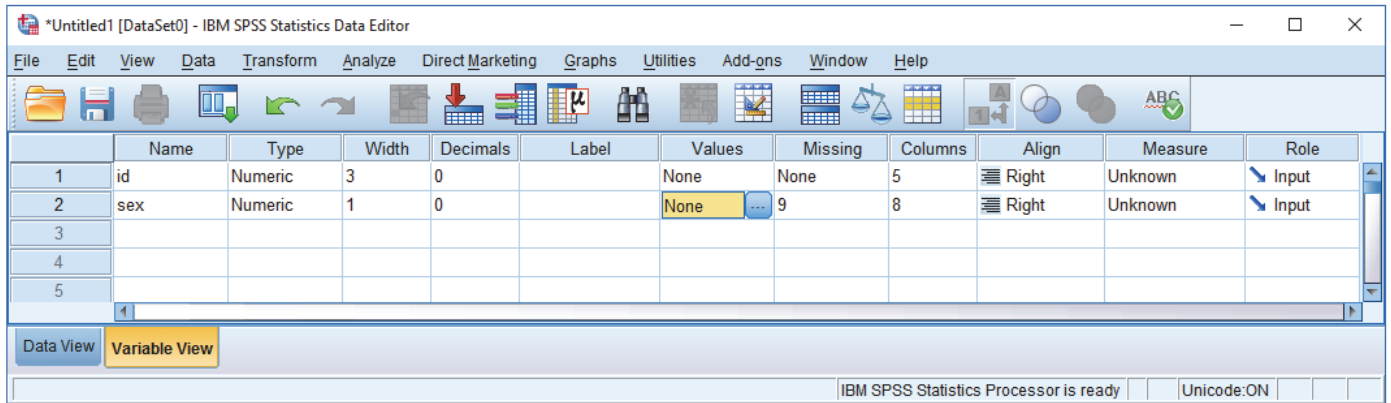 *Untitled1 [DataSet0] - IBM SPSS Statistics Data Editor
File Edit View Data Transform Analyze Direct Marketing Graphs Utilities Add-ons Window Help
A 1 μ ABC
Name Type Width Decimals Label Values Missing Columns Align Measure Role
1 id Numeric 3 0 None None 5 Right Unknown Input
2 sex Numeric 1 0 None ... 9 8 Right Unknown Input
3
4
5
Data View Variable View
IBM SPSS Statistics Processor is ready Unicode:ON